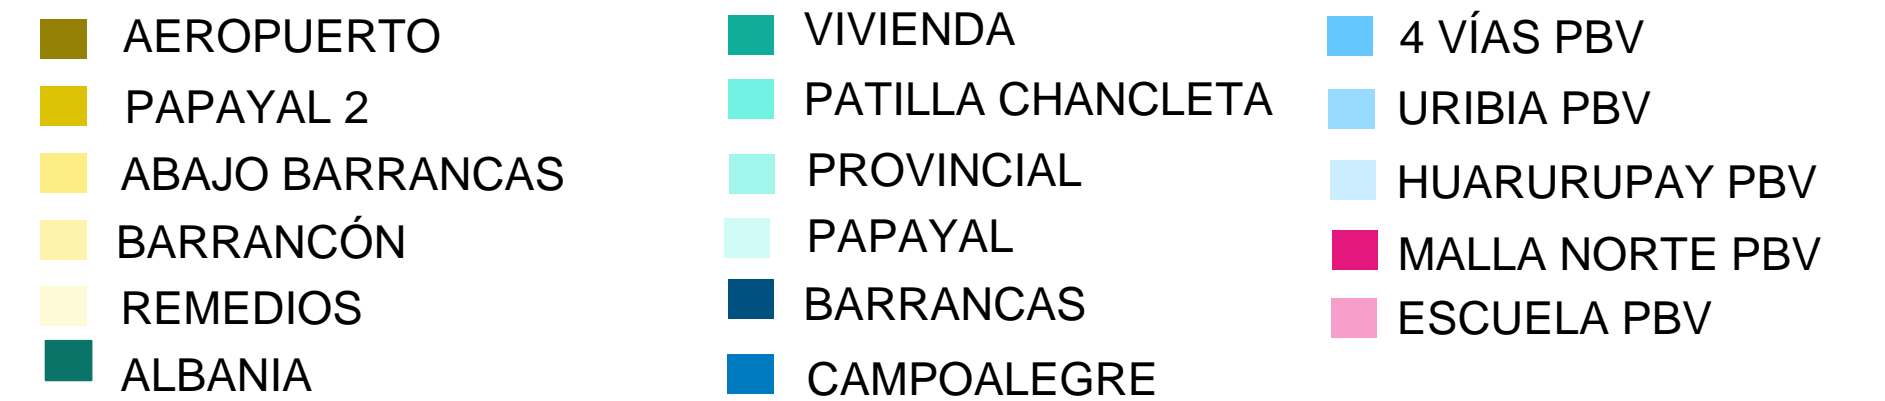 AEROPUERTO
PAPAYAL 2
ABAJO BARRANCAS
BARRANCÓN
REMEDIOS
ALBANIA
VIVIENDA
PATILLA CHANCLETA
PROVINCIAL
PAPAYAL
BARRANCAS
CAMPOALEGRE
4 VÍAS PBV
URIBIA PBV
HUARURUPAY PBV
MALLA NORTE PBV
ESCUELA PBV